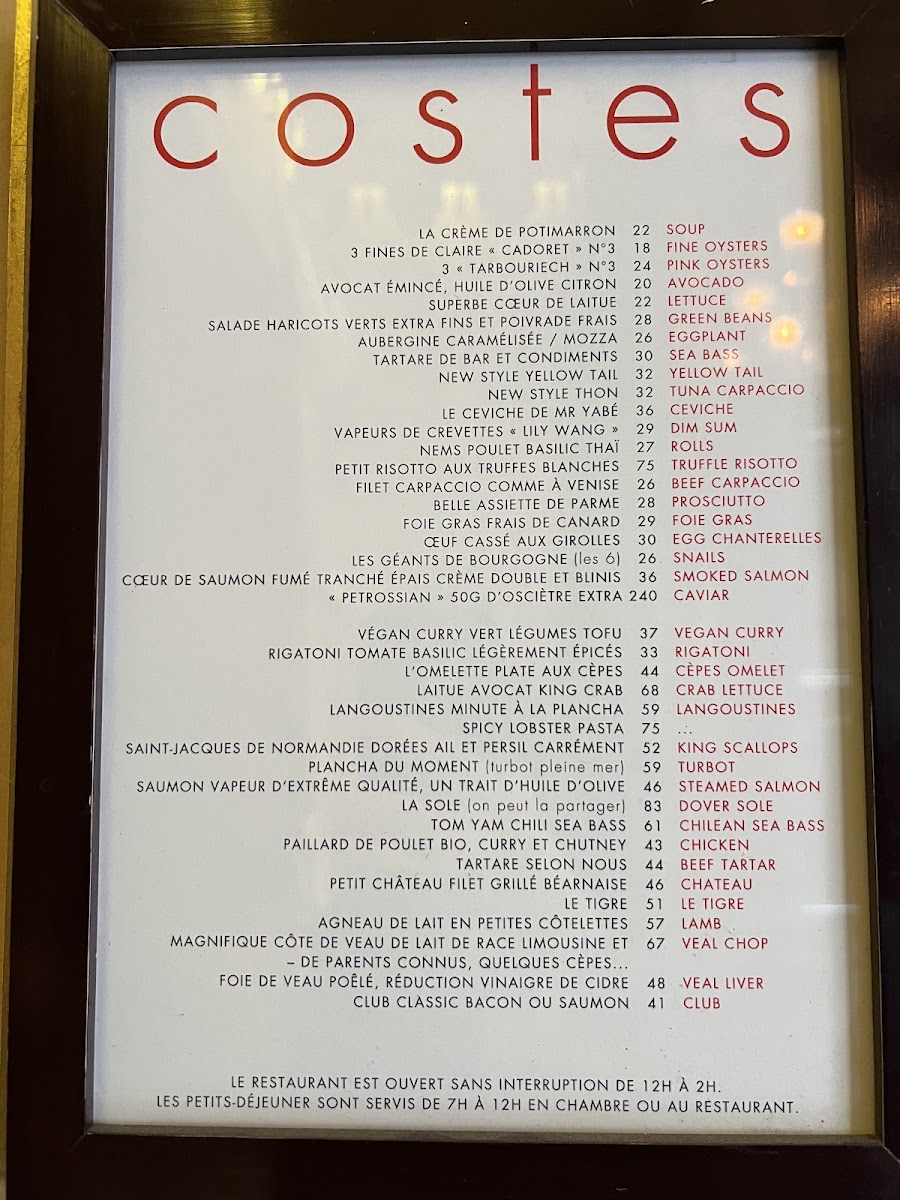 costes
LA CRÈME DE POTIMARRON 22 SOUP
3 FINES DE CLAIRE « CADORET » N°3 18 FINE OYSTERS
3 « TARBOURIECH » N°3 24 PINK OYSTERS
AVOCAT ÉMINCÉ, HUILE D'OLIVE CITRON 20 AVOCADO
SUPERBE CŒUR DE LAITUE 22 LETTUCE
SALADE HARICOTS VERTS EXTRA FINS ET POIVRADE FRAIS 28 GREEN BEANS
AUBERGINE CARAMÉLISÉE / MOZZA 26 EGGPLANT
TARTARE DE BAR ET CONDIMENTS 30 SEA BASS
NEW STYLE YELLOW TAIL 32 YELLOW TAIL
NEW STYLE THON 32 TUNA CARPACCIO
LE CEVICHE DE MR YABÉ 36 CEVICHE
VAPEURS DE CREVETTES « LILY WANG » 29 DIM SUM
NEMS POULET BASILIC THAÏ 27 ROLLS
PETIT RISOTTO AUX TRUFFES BLANCHES 75 TRUFFLE RISOTTO
FILET CARPACCIO COMME À VENISE 26 BEEF CARPACCIO
BELLE ASSIETTE DE PARME 28 PROSCIUTTO
FOIE GRAS FRAIS DE CANARD 29 FOIE GRAS
ŒUF CASSÉ AUX GIROLLES 30 EGG CHANTERELLES
LES GÉANTS DE BOURGOGNE (les 6) 26 SNAILS
CŒUR DE SAUMON FUMÉ TRANCHÉ ÉPAIS CRÈME DOUBLE ET BLINIS 36 SMOKED SALMON
« PETROSSIAN » 50G D'OSCIÈTRE EXTRA 240 CAVIAR
VÉGAN CURRY VERT LÉGUMES TOFU 37 VEGAN CURRY
RIGATONI TOMATE BASILIC LÉGÈREMENT ÉPICÉS 33 RIGATONI
L'OMELETTE PLATE AUX CÈPES 44 CÈPES OMELET
LAITUE AVOCAT KING CRAB 68 CRAB LETTUCE
LANGOUSTINES MINUTE À LA PLANCHA 59 LANGOUSTINES
SPICY LOBSTER PASTA 75 ...
SAINT-JACQUES DE NORMANDIE DORÉES AIL ET PERSIL CARRÉMENT 52 KING SCALLOPS
PLANCHA DU MOMENT (turbot pleine mer) 59 TURBOT
SAUMON VAPEUR D'EXTRÊME QUALITÉ, UN TRAIT D'HUILE D'OLIVE 46 STEAMED SALMON
LA SOLE (on peut la partager) 83 DOVER SOLE
TOM YAM CHILI SEA BASS 61 CHILEAN SEA BASS
PAILLARD DE POULET BIO, CURRY ET CHUTNEY 43 CHICKEN
TARTARE SELON NOUS 44 BEEF TARTAR
PETIT CHÂTEAU FILET GRILLÉ BÉARNAISE 46 CHATEAU
LE TIGRE 51 LE TIGRE
AGNEAU DE LAIT EN PETITES CÔTELETTES 57 LAMB
MAGNIFIQUE CÔTE DE VEAU DE LAIT DE RACE LIMOUSINE ET 67 VEAL CHOP
– DE PARENTS CONNUS, QUELQUES CÈPES...
FOIE DE VEAU POÊLÉ, RÉDUCTION VINAIGRE DE CIDRE 48 VEAL LIVER
CLUB CLASSIC BACON OU SAUMON 41 CLUB
LE RESTAURANT EST OUVERT SANS INTERRUPTION DE 12H À 2H.
LES PETITS-DÉJEUNER SONT SERVIS DE 7H À 12H EN CHAMBRE OU AU RESTAURANT.